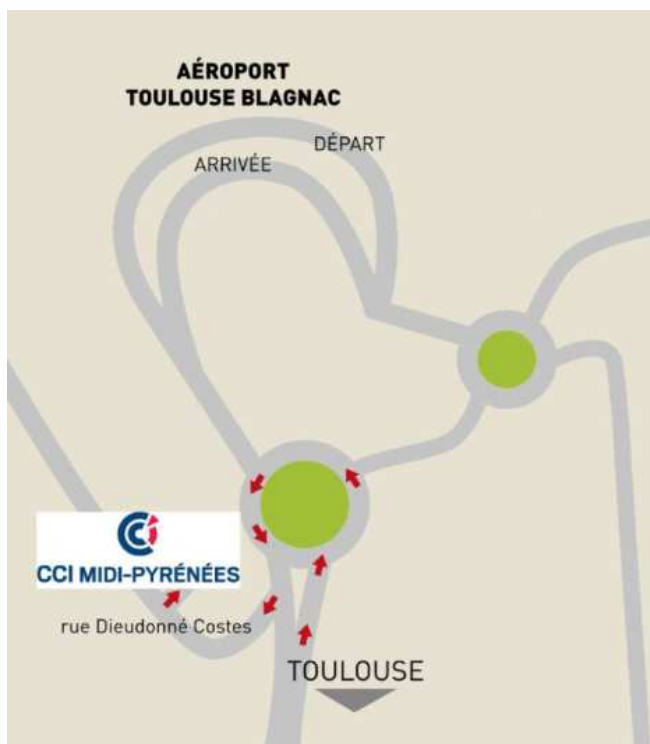 AÉROPORT
TOULOUSE BLAGNAC
DÉPART
ARRIVÉE
CCI MIDI-PYRÉNÉES
rue Dieudonné Costes
TOULOUSE